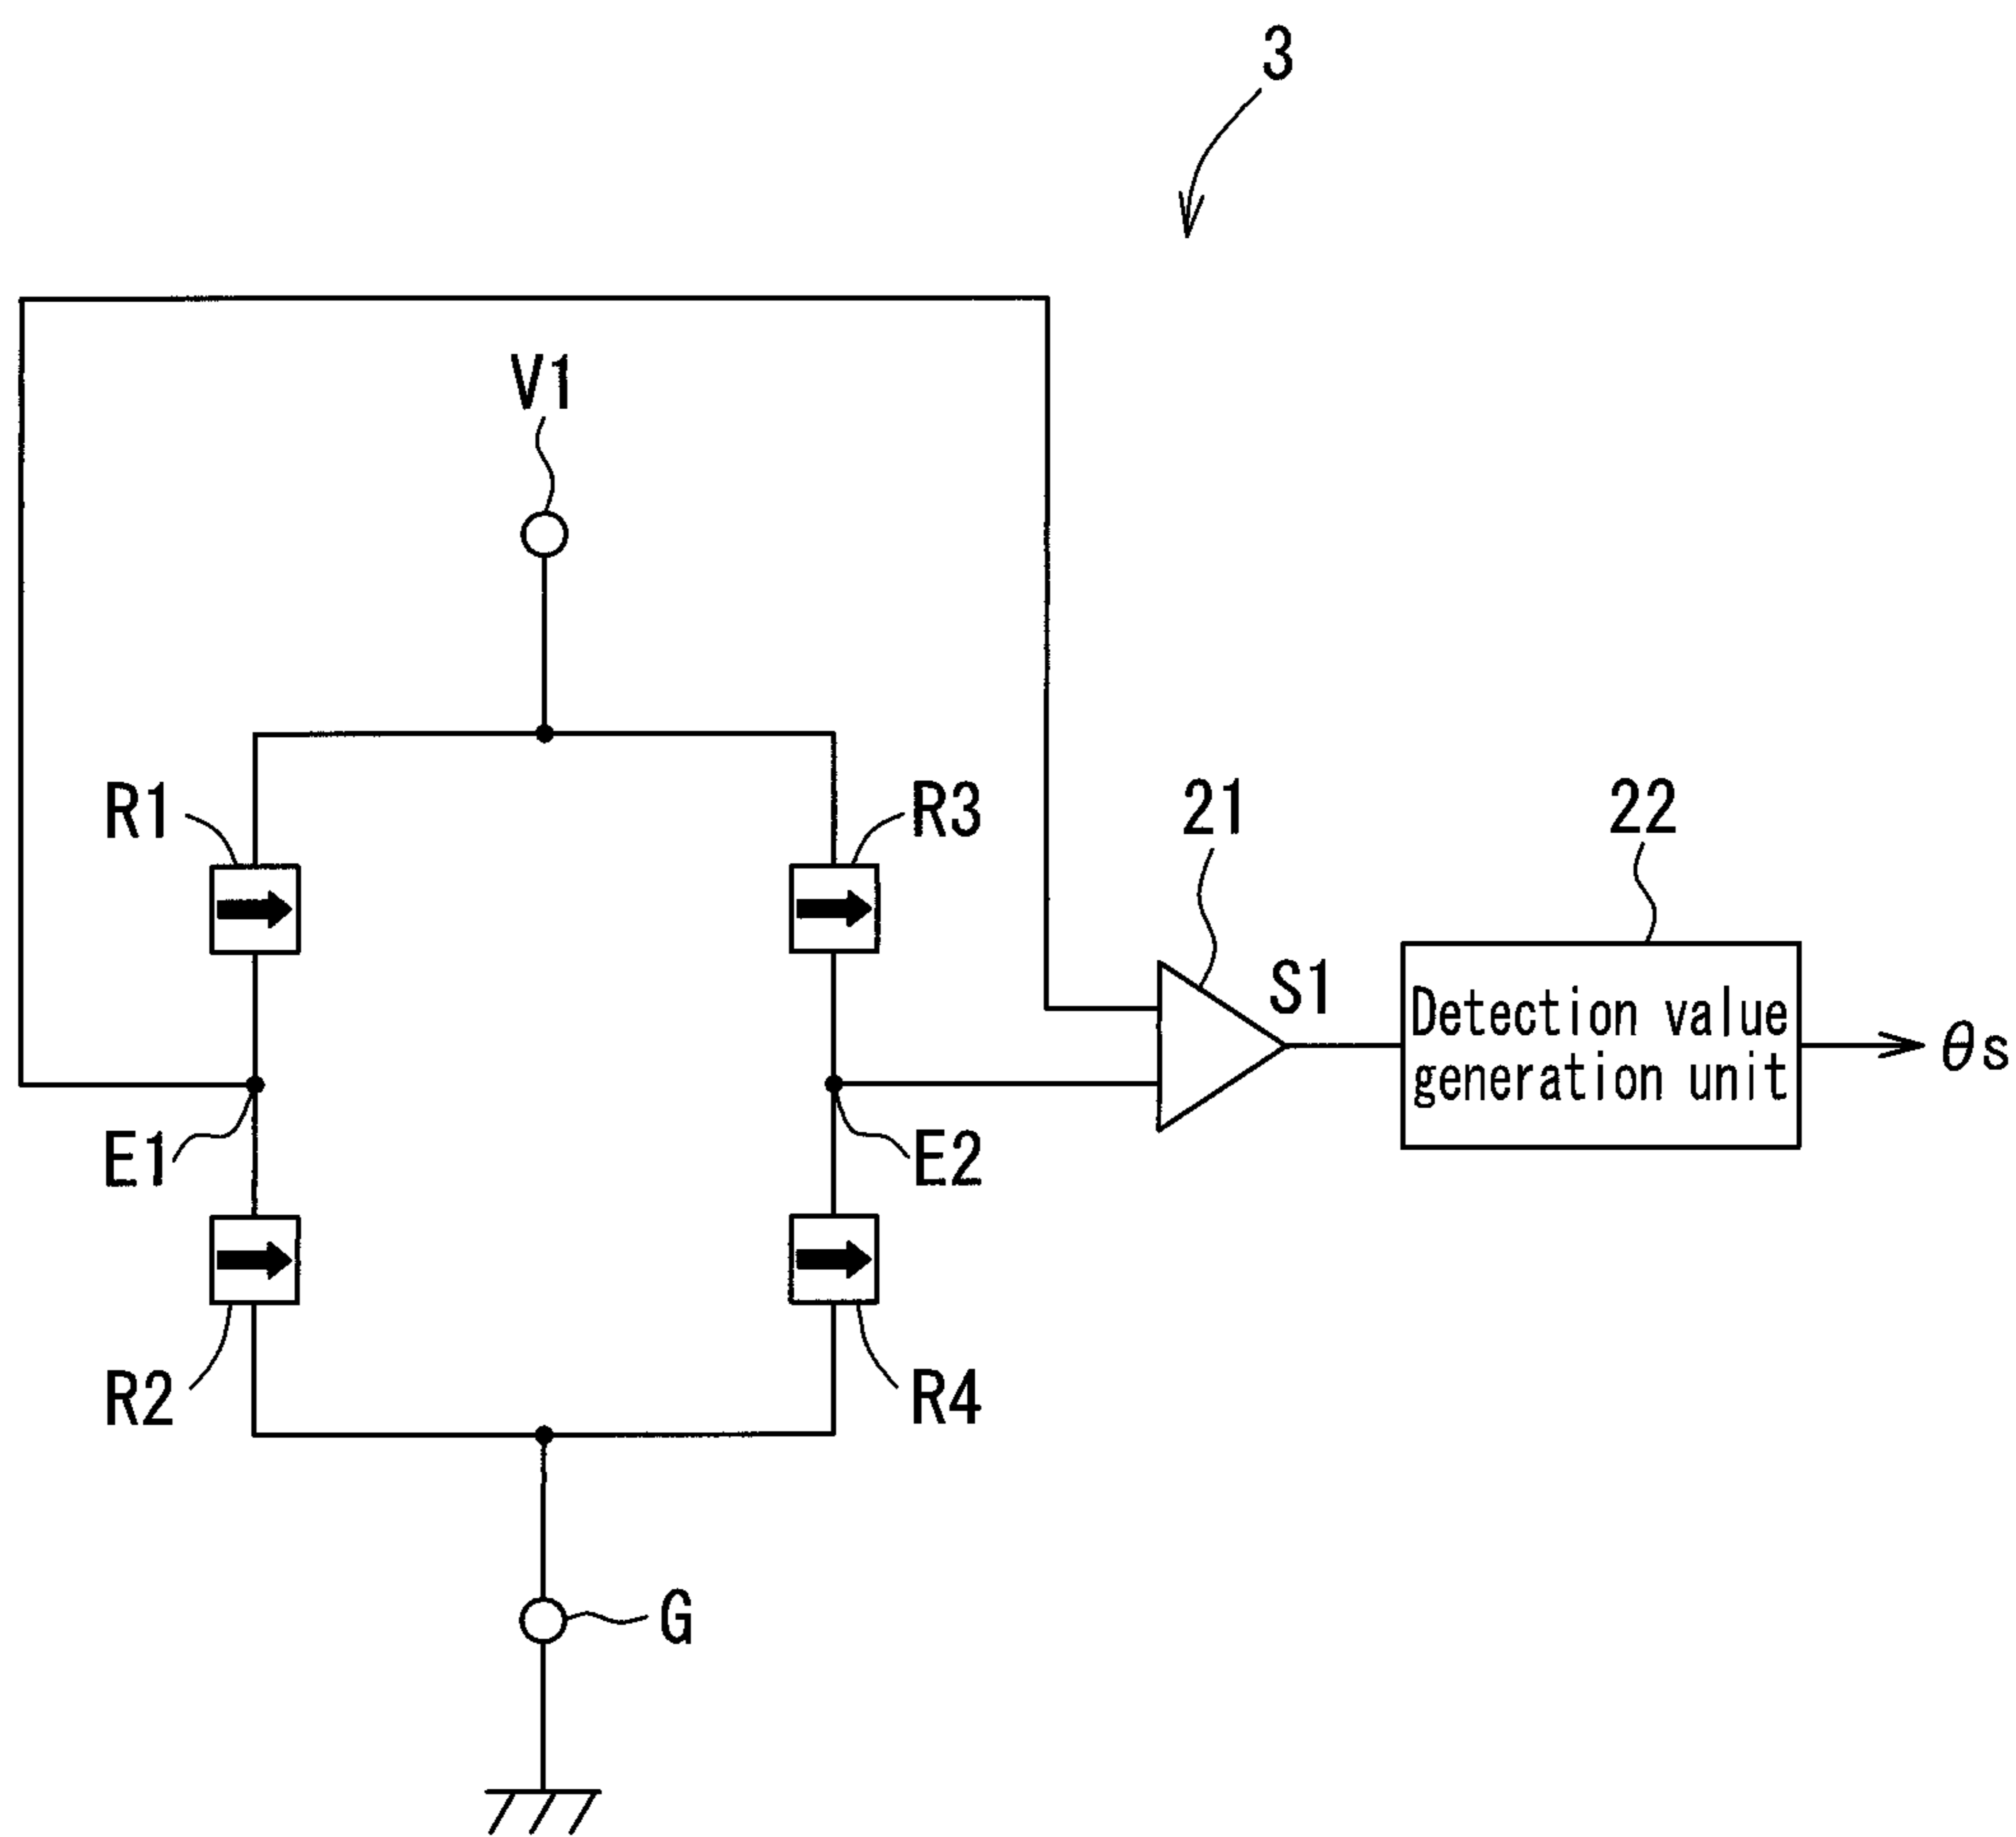 3
V1
R1
R3
21
22
S1
Detection value
generation unit
θs
E1
E2
R2
R4
G